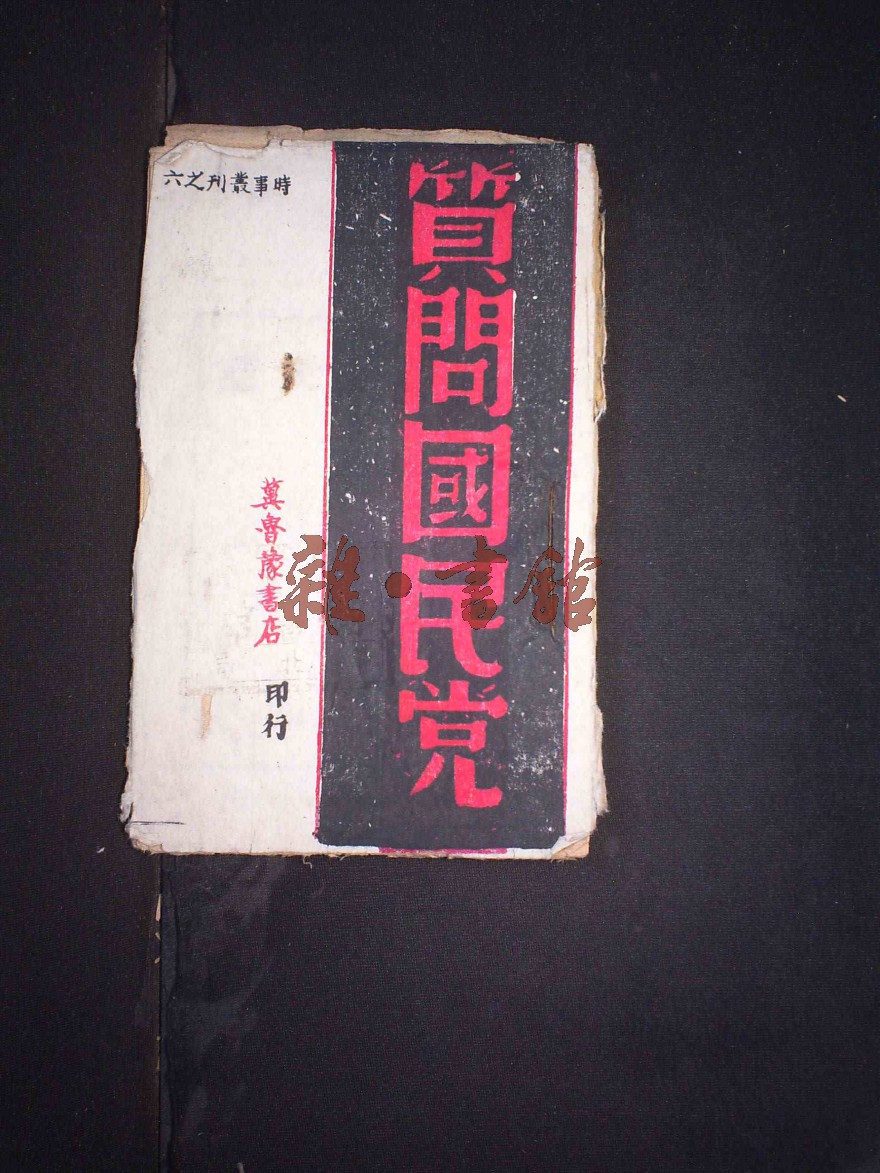 時事叢刊之六
質問國民党
冀魯豫書店
印行
雜·書館